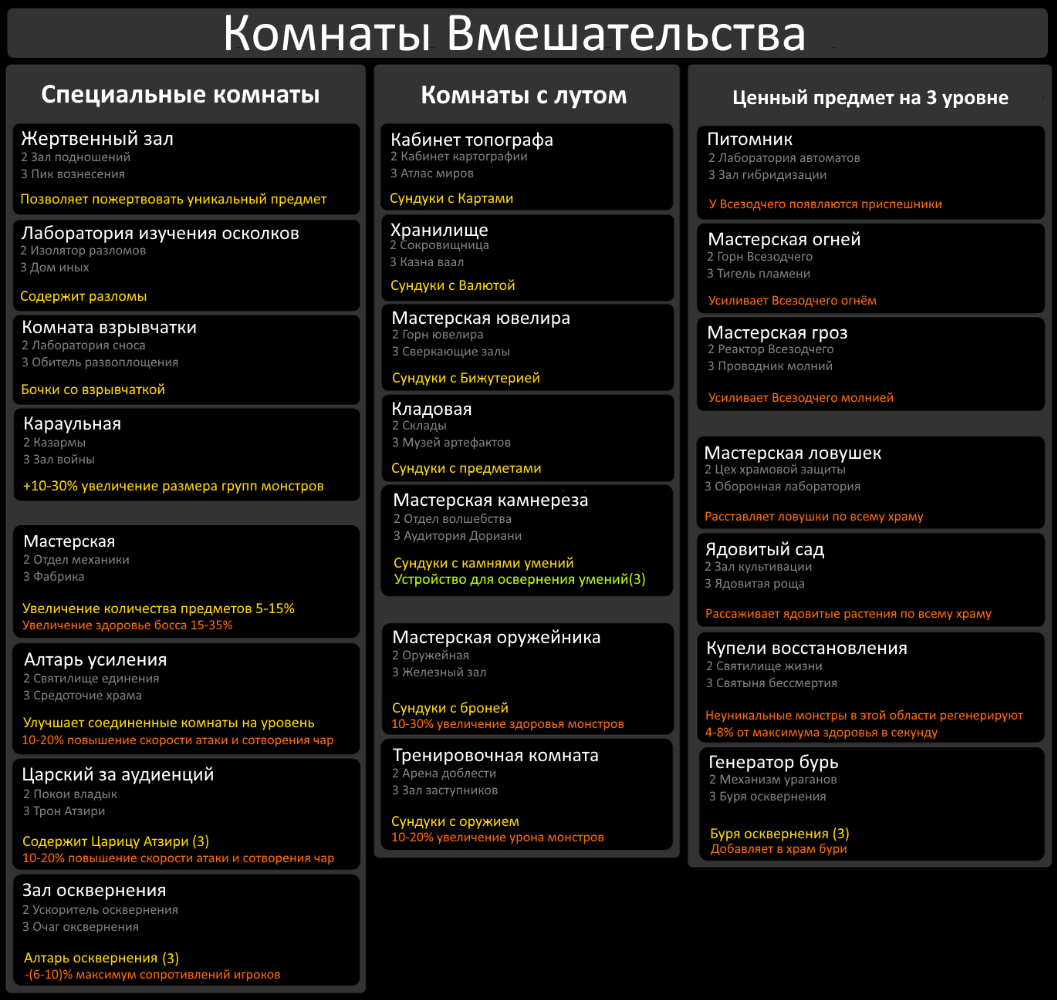 Комнаты Вмешательства
Специальные комнаты
Жертвенный зал
2 Зал подношений
3 Пик вознесения
Позволяет пожертвовать уникальный предмет
Лаборатория изучения осколков
2 Изолятор разломов
3 Дом иных
Содержит разломы
Комната взрывчатки
2 Лаборатория сноса
3 Обитель развоплощения
Бочки со взрывчаткой
Караульная
2 Казармы
3 Зал войны
+10-30% увеличение размера групп монстров
Мастерская
2 Отдел механики
3 Фабрика
Увеличение количества предметов 5-15%
Увеличение здоровье босса 15-35%
Алтарь усиления
2 Святилище единения
3 Средоточие храма
Улучшает соединенные комнаты на уровень
10-20% повышение скорости атаки и сотворения чар
Царский за аудиенций
2 Покои владык
3 Трон Атзири
Содержит Царицу Атзири (3)
10-20% повышение скорости атаки и сотворения чар
Зал осквернения
2 Ускоритель осквернения
3 Очаг оксвернения
Алтарь осквернения (3)
-(6-10)% максимум сопротивлений игроков
Комнаты с лутом
Кабинет топографа
2 Кабинет картографии
3 Атлас миров
Сундуки с Картами
Хранилище
2 Сокровищница
3 Казна ваал
Сундуки с Валютой
Мастерская ювелира
2 Горн ювелира
3 Сверкающие залы
Сундуки с Бижутерией
Кладовая
2 Склады
3 Музей артефактов
Сундуки с предметами
Мастерская камнереза
2 Отдел волшебства
3 Аудитория Дориани
Сундуки с камнями умений
Устройство для освернения умений(3)
Мастерская оружейника
2 Оружейная
3 Железный зал
Сундуки с броней
10-30% увеличение здоровья монстров
Тренировочная комната
2 Арена доблести
3 Зал заступников
Сундуки с оружием
10-20% увеличение урона монстров
Ценный предмет на 3 уровне
Питомник
2 Лаборатория автоматов
3 Зал гибридизации
У Всезодчего появляются приспешники
Мастерская огней
2 Горн Всезодчего
3 Тигель пламени
Усиливает Всезодчего огнём
Мастерская гроз
2 Реактор Всезодчего
3 Проводник молний
Усиливает Всезодчего молнией
Мастерская ловушек
2 Цех храмовой защиты
3 Оборонная лаборатория
Расставляет ловушки по всему храму
Ядовитый сад
2 Зал культивации
3 Ядовитая роща
Рассаживает ядовитые растения по всему храму
Купели восстановления
2 Святилище жизни
3 Святыня бессмертия
Неуникальные монстры в этой области регенерируют
4-8% от максимума здоровья в секунду
Генератор бурь
2 Механизм ураганов
3 Буря осквернения
Буря осквернения (3)
Добавляет в храм бури